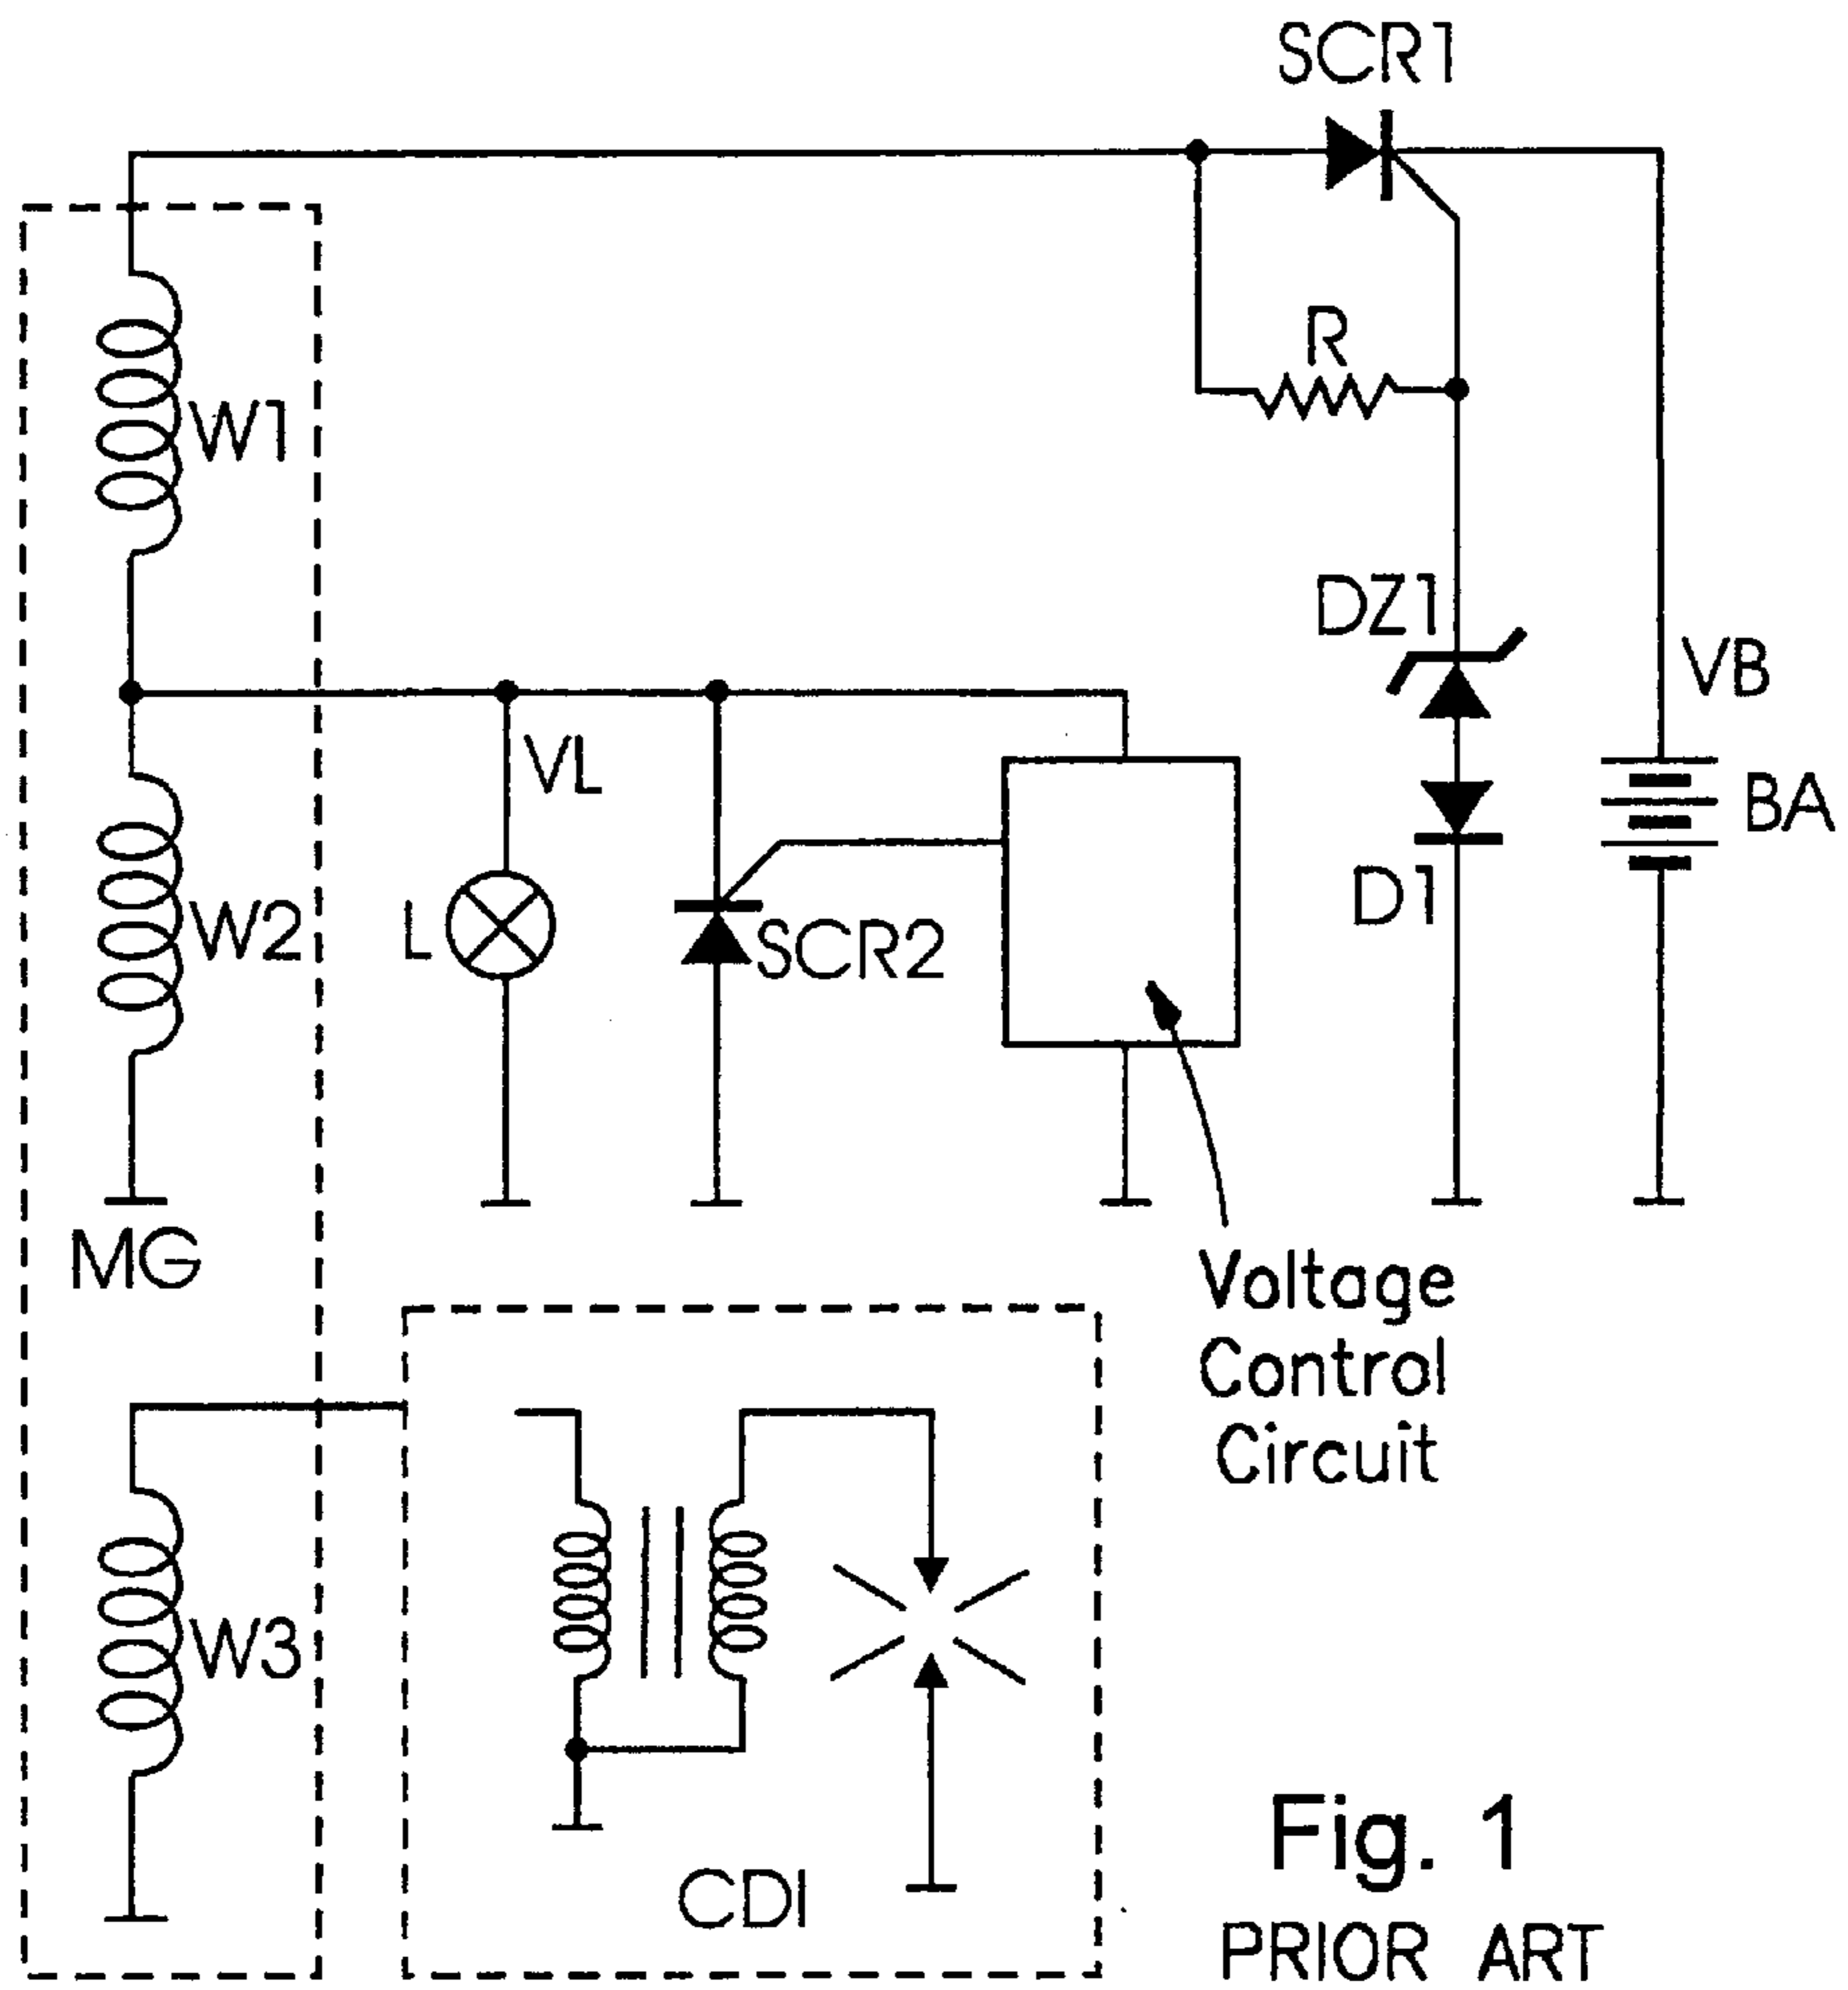 SCR1
R
W1
DZ1
VB
VL
BA
L
W2
SCR2
D1
MG
Voltage
Control
Circuit
W3
CDI
Fig. 1
PRIOR ART